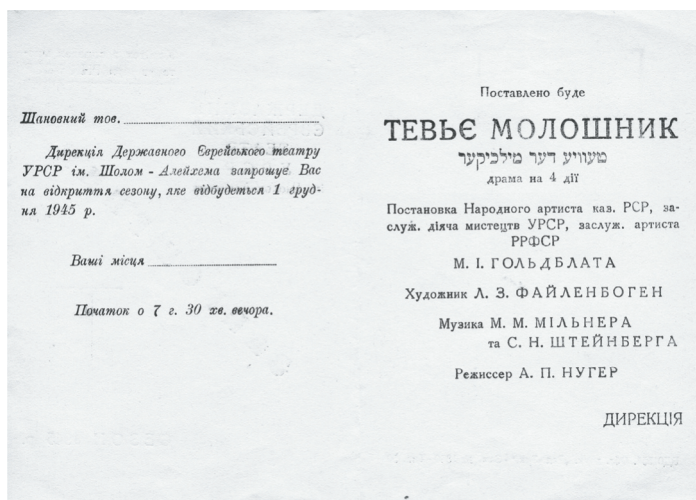 Шановний тов.
Дирекція Державного Єврейського театру
УРСР ім. Шолом - Алейхема запрошує Вас
на відкриття сезону, яке відбудеться 1 груд-
ня 1945 р.
Ваші місця
Початок о 7 г. 30 хв. вечора.
Поставлено буде
ТЕВЬЄ МОЛОШНИК
טעוויע דער מילכיקער
драма на 4 дії
Постановка Народного артиста каз. РСР, за-
служ. діяча мистецтв УРСР, заслуж. артиста
РРФСР
М. І. ГОЛЬДБЛАТА
Художник Л. З. ФАЙЛЕНБОГЕН
Музика М. М. МІЛЬНЕРА
та С. Н. ШТЕЙНБЕРГА
Режиссер А. П. НУГЕР
ДИРЕКЦІЯ